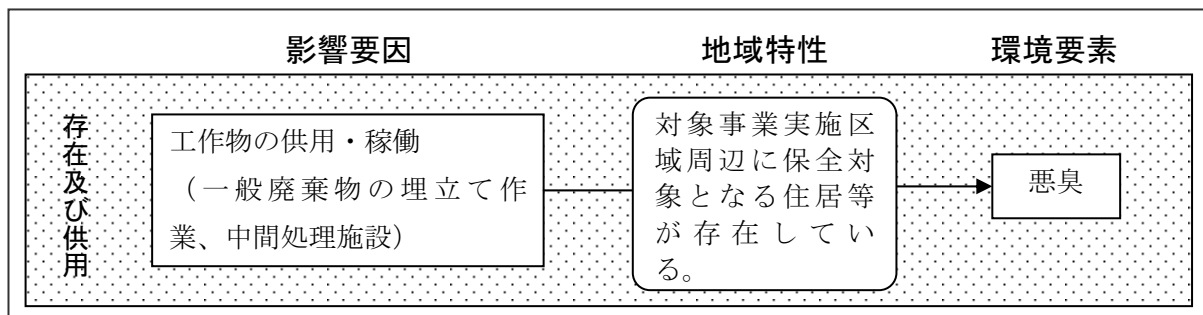 影響要因
地域特性
環境要素
存在及び供用
工作物の供用・稼働
（一般廃棄物の埋立て作
業、中間処理施設）
対象事業実施区
域周辺に保全対
象となる住居等
が存在してい
る。
悪臭